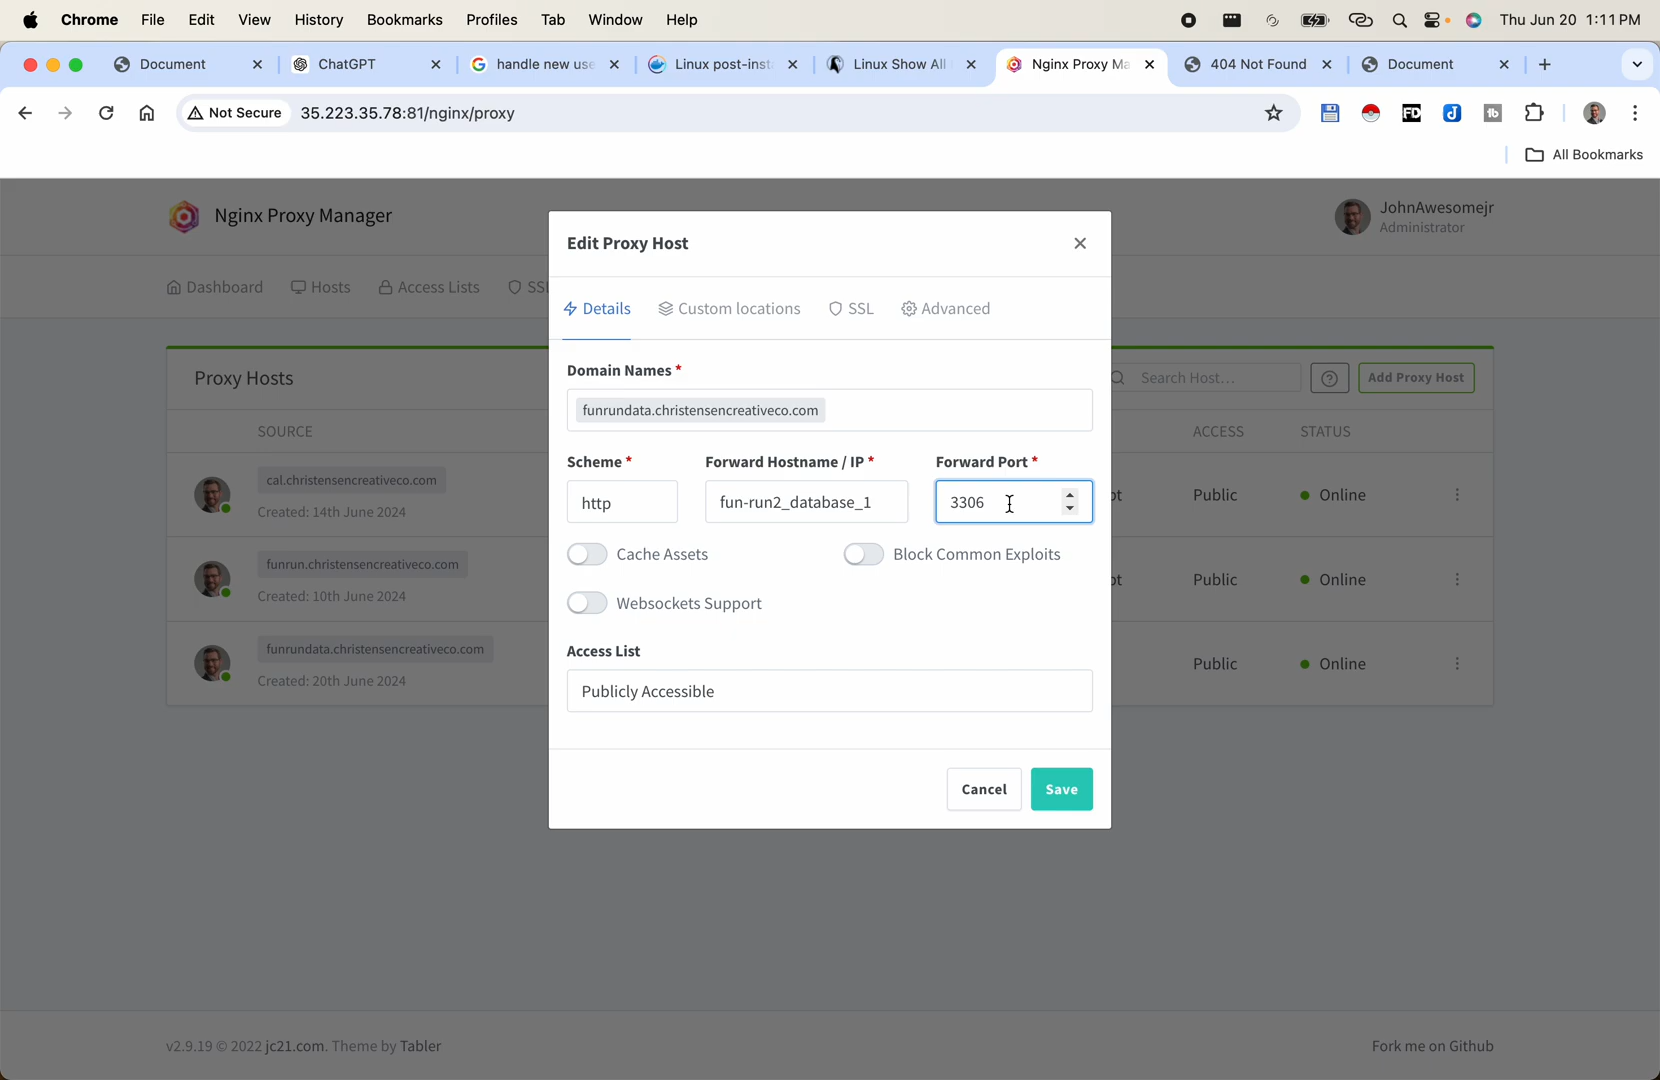 Chrome File Edit View History Bookmarks Profiles Tab Window Help Thu Jun 20 1:11 PM
Document ChatGPT handle new use Linux post-inst Linux Show All Nginx Proxy Ma 404 Not Found Document
Not Secure 35.223.35.78:81/nginx/proxy
All Bookmarks
Nginx Proxy Manager
JohnAwesomejr
Administrator
Dashboard Hosts Access Lists SSL
Edit Proxy Host
Details Custom locations SSL Advanced
Proxy Hosts
Search Host... Add Proxy Host
SOURCE ACCESS STATUS
cal.christensencreativeco.com
Created: 14th June 2024
Public Online
funrun.christensencreativeco.com
Created: 10th June 2024
Public Online
funrundata.christensencreativeco.com
Created: 20th June 2024
Public Online
Domain Names *
funrundata.christensencreativeco.com
Scheme * Forward Hostname / IP * Forward Port *
http fun-run2_database_1 3306
Cache Assets Block Common Exploits
Websockets Support
Access List
Publicly Accessible
Cancel Save
v2.9.19 © 2022 jc21.com. Theme by Tabler
Fork me on Github